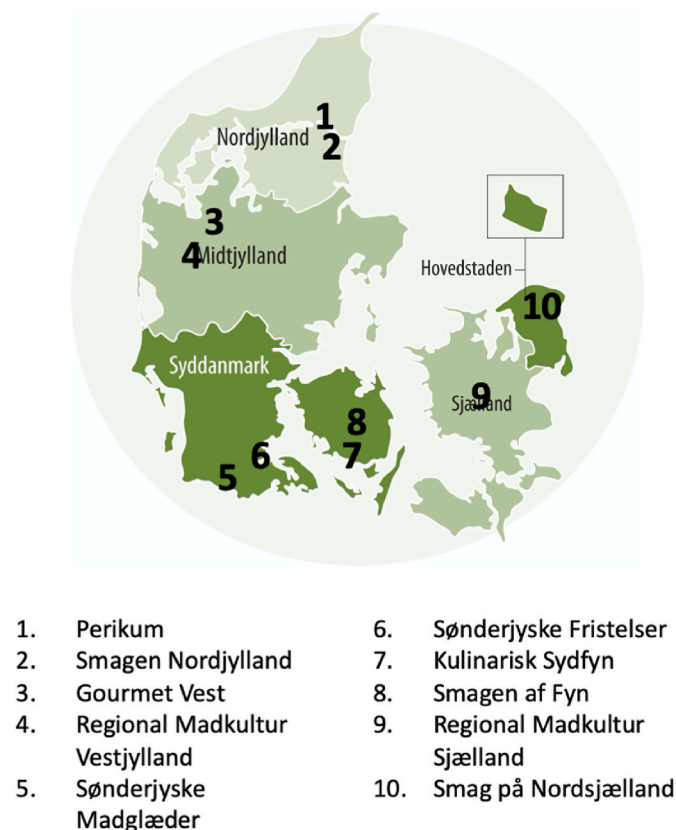 1
Nordjylland
2
3
4
Midtjylland
Hovedstaden
10
Syddanmark
9
Sjælland
8
6
7
5
1. Perikum
2. Smagen Nordjylland
3. Gourmet Vest
4. Regional Madkultur
Vestjylland
5. Sønderjyske
Madglæder
6. Sønderjyske Fristelser
7. Kulinarisk Sydfyn
8. Smagen af Fyn
9. Regional Madkultur
Sjælland
10. Smag på Nordsjælland